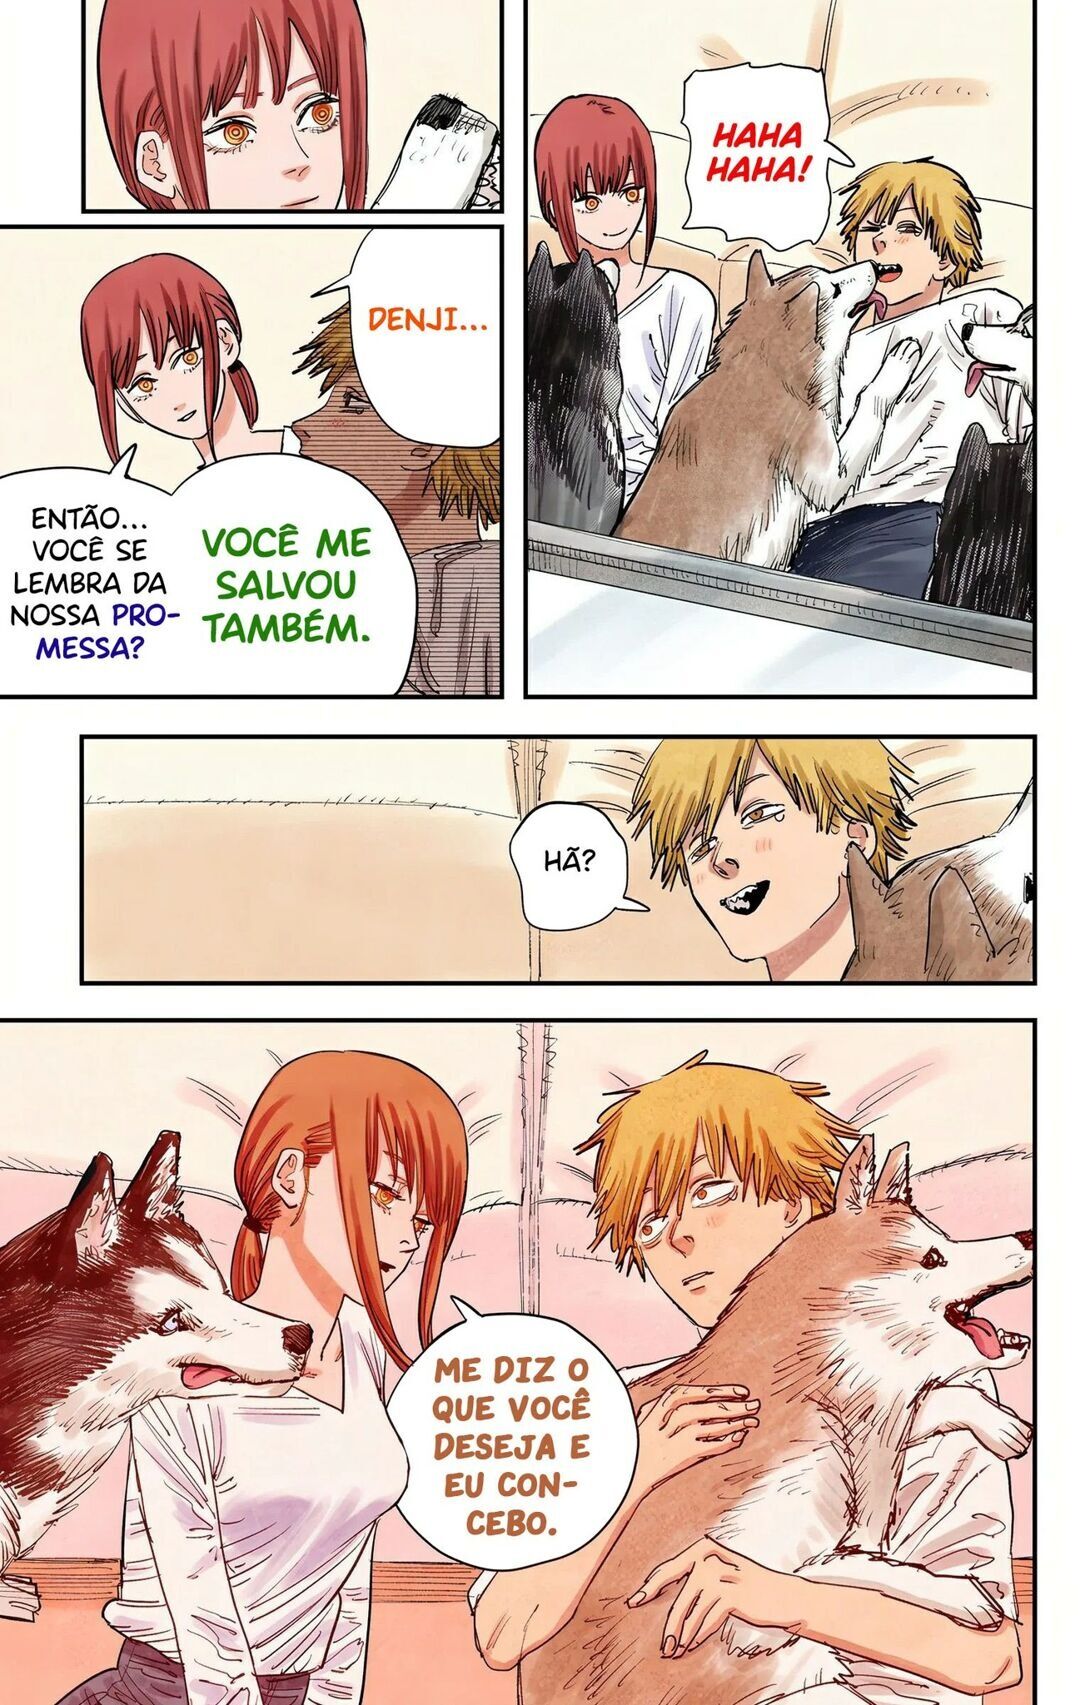 HAHA
HAHA!
DENJI...
VOCÊ ME
SALVOU
TAMBÉM.
ENTÃO...
VOCÊ SE
LEMBRA DA
NOSSA PRO-
MESSA?
HÃ?
ME DIZ O
QUE VOCÊ
DESEJA E
EU CON-
CEBO.